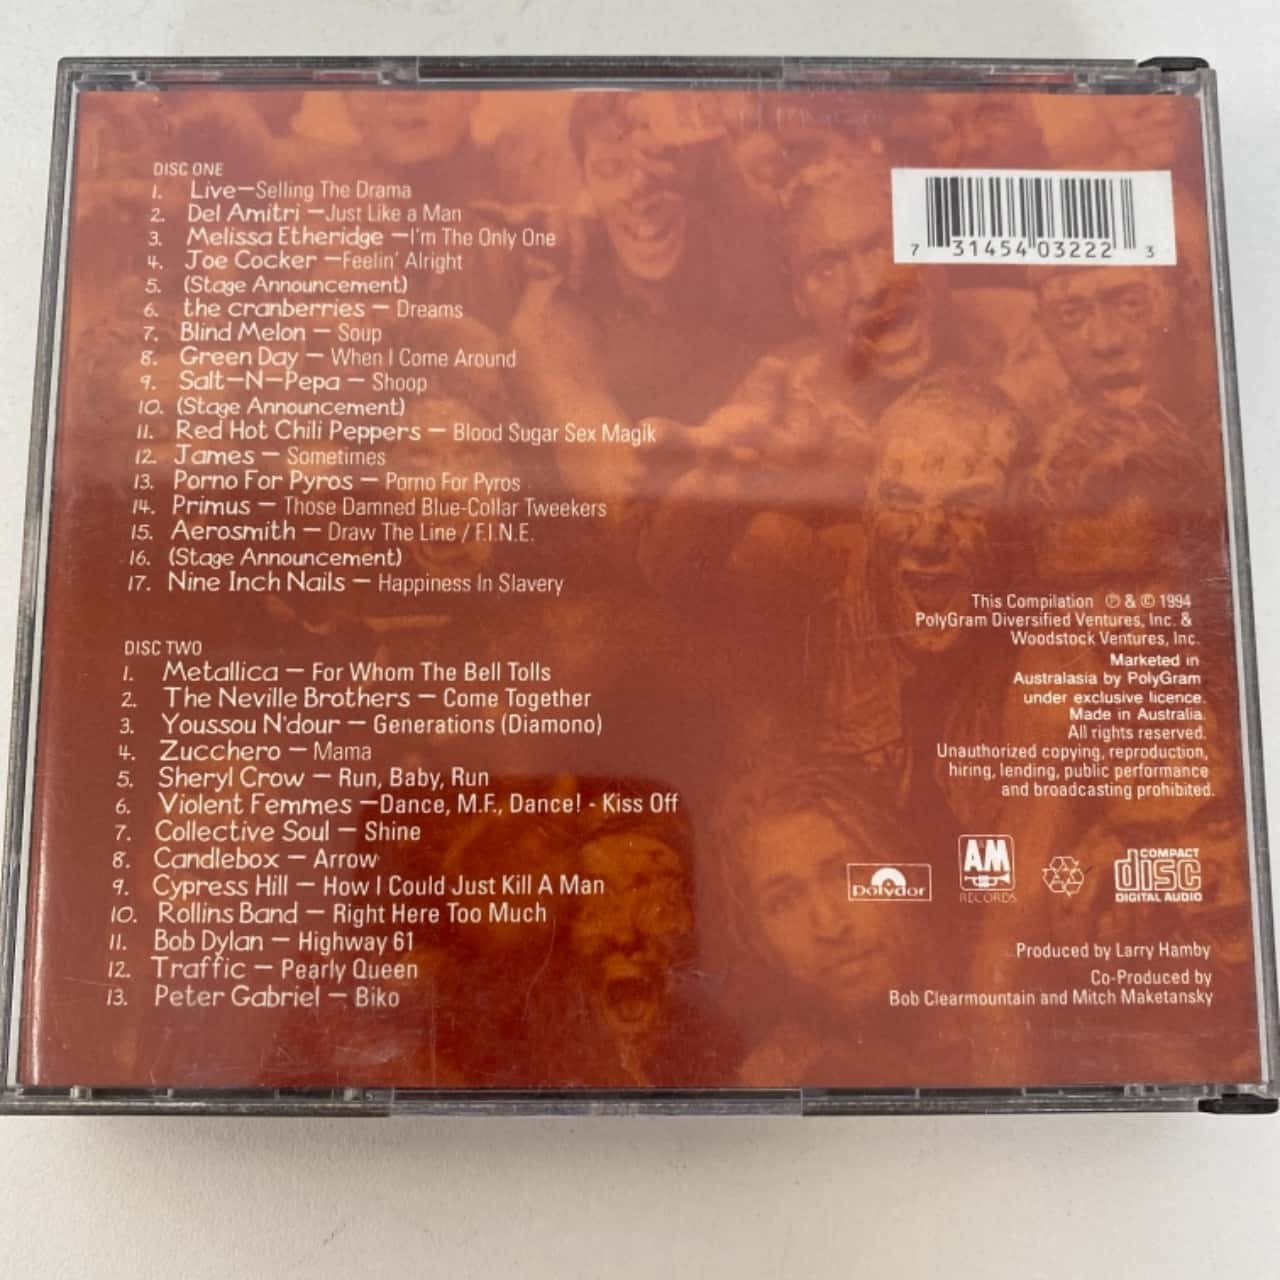 DISC ONE
1. Live—Selling The Drama
2. Del Amitri —Just Like a Man
3. Melissa Etheridge —I'm The Only One
4. Joe Cocker —Feelin' Alright
5. (Stage Announcement)
6. the cranberries — Dreams
7. Blind Melon — Soup
8. Green Day — When I Come Around
9. Salt-N-Pepa — Shoop
10. (Stage Announcement)
11. Red Hot Chili Peppers — Blood Sugar Sex Magik
12. James — Sometimes
13. Porno For Pyros — Porno For Pyros
14. Primus — Those Damned Blue-Collar Tweekers
15. Aerosmith — Draw The Line / F.I.N.E.
16. (Stage Announcement)
17. Nine Inch Nails — Happiness In Slavery
DISC TWO
1. Metallica — For Whom The Bell Tolls
2. The Neville Brothers — Come Together
3. Youssou N'dour — Generations (Diamono)
4. Zucchero — Mama
5. Sheryl Crow — Run, Baby, Run
6. Violent Femmes —Dance, M.F., Dance! - Kiss Off
7. Collective Soul — Shine
8. Candlebox — Arrow
9. Cypress Hill — How I Could Just Kill A Man
10. Rollins Band — Right Here Too Much
11. Bob Dylan — Highway 61
12. Traffic — Pearly Queen
13. Peter Gabriel — Biko
7 31454 03222 3
This Compilation ℗ & © 1994
PolyGram Diversified Ventures, Inc. &
Woodstock Ventures, Inc.
Marketed in
Australasia by PolyGram
under exclusive licence.
Made in Australia.
All rights reserved.
Unauthorized copying, reproduction,
hiring, lending, public performance
and broadcasting prohibited.
Polydor
AM
RECORDS
COMPACT
disc
DIGITAL AUDIO
Produced by Larry Hamby
Co-Produced by
Bob Clearmountain and Mitch Maketansky